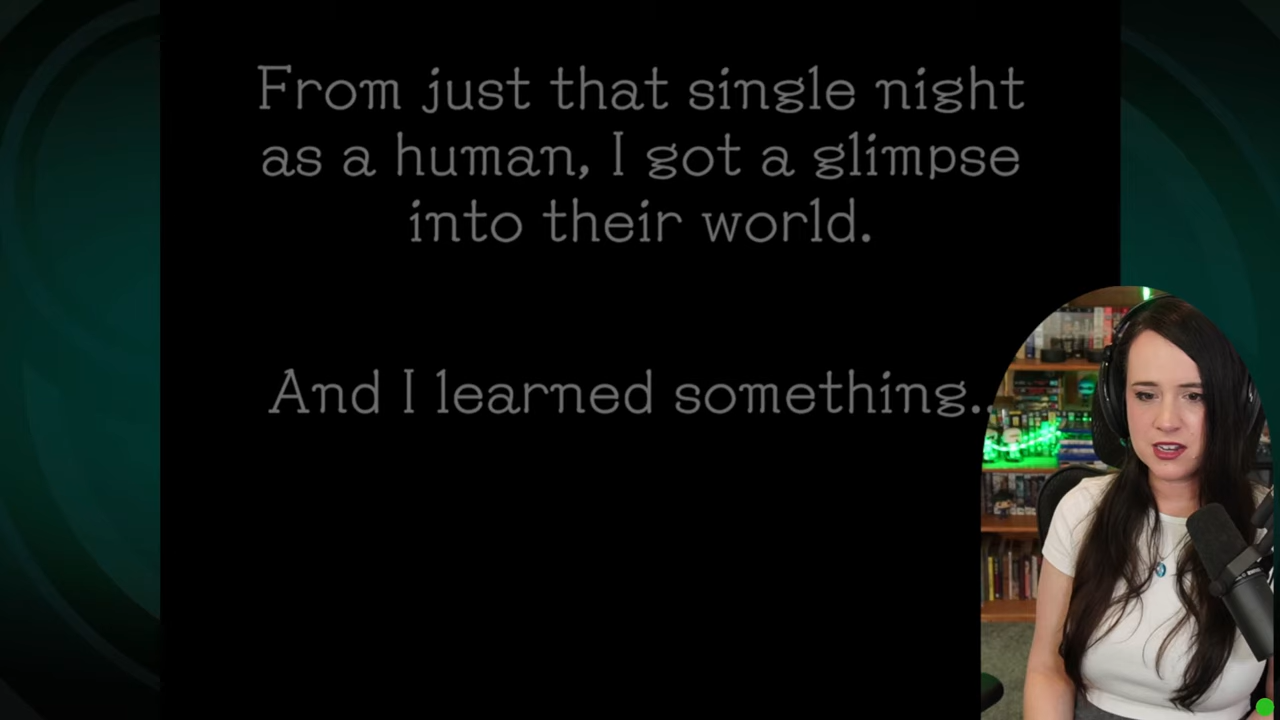 From just that single night
as a human, I got a glimpse
into their world.
And I learned something..